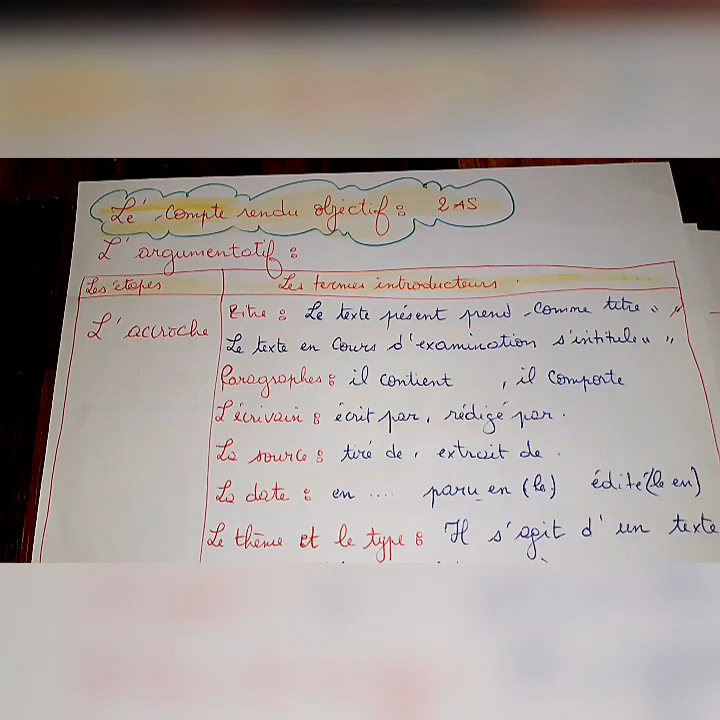 Le compte rendu objectif : 2AS
L'argumentatif :
Les étapes Les termes introducteurs
L'accroche Titre : Le texte pésent prend comme titre " "
Le texte en cours d'examination s'intitule " "
Paragraphes : il contient , il comporte
L'écrivain : écrit par, rédigé par.
La source : tiré de, extrait de.
La date : en .... paru en (le) édité (le en)
Le thème et le type : Il s'agit d'un texte